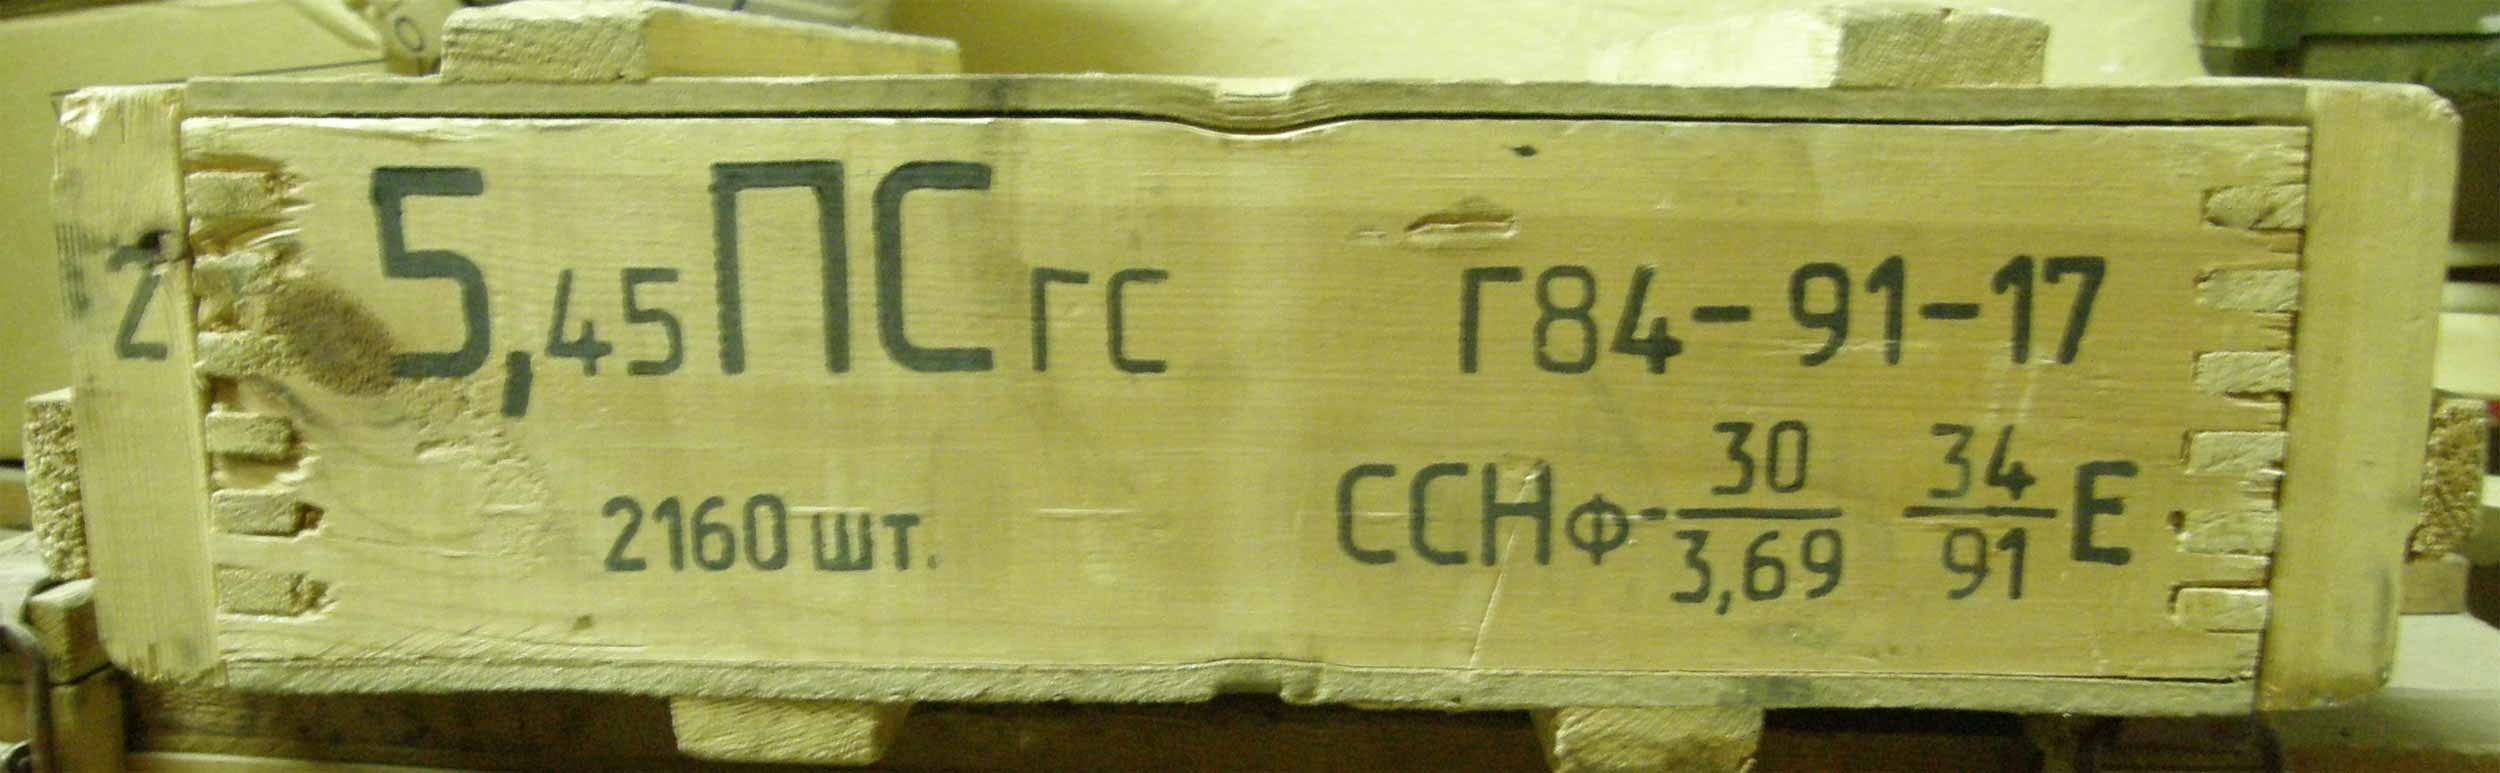 2
5,45 ПС гс
2160 шт.
Г84-91-17
ССНф-30/3,69 34/91 Е